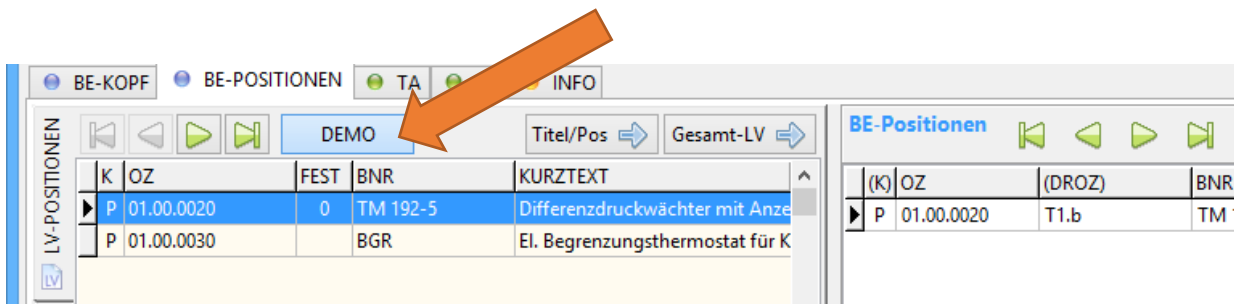 BE-KOPF BE-POSITIONEN TA INFO
LV-POSITIONEN
LV
DEMO Titel/Pos Gesamt-LV
K OZ FEST BNR KURZTEXT
P 01.00.0020 0 TM 192-5 Differenzdruckwächter mit Anze
P 01.00.0030 BGR El. Begrenzungsthermostat für K
BE-Positionen
(K) OZ (DROZ) BNR
P 01.00.0020 T1.b TM